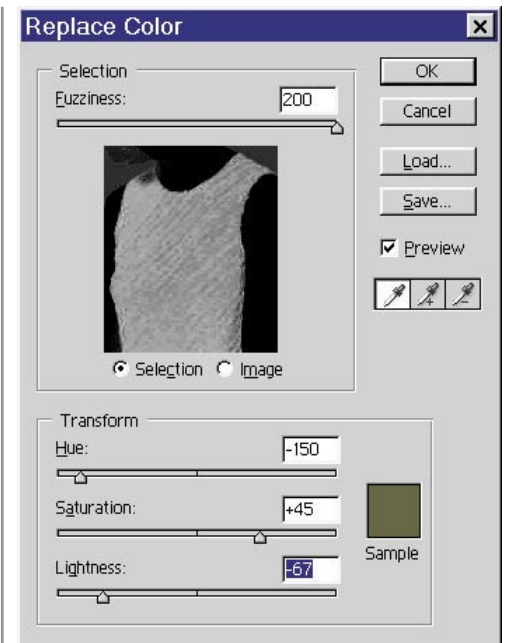 Replace Color
Selection
Fuzziness: 200
OK
Cancel
Load...
Save...
Preview
Selection Image
Transform
Hue: -150
Saturation: +45
Lightness: -67
Sample